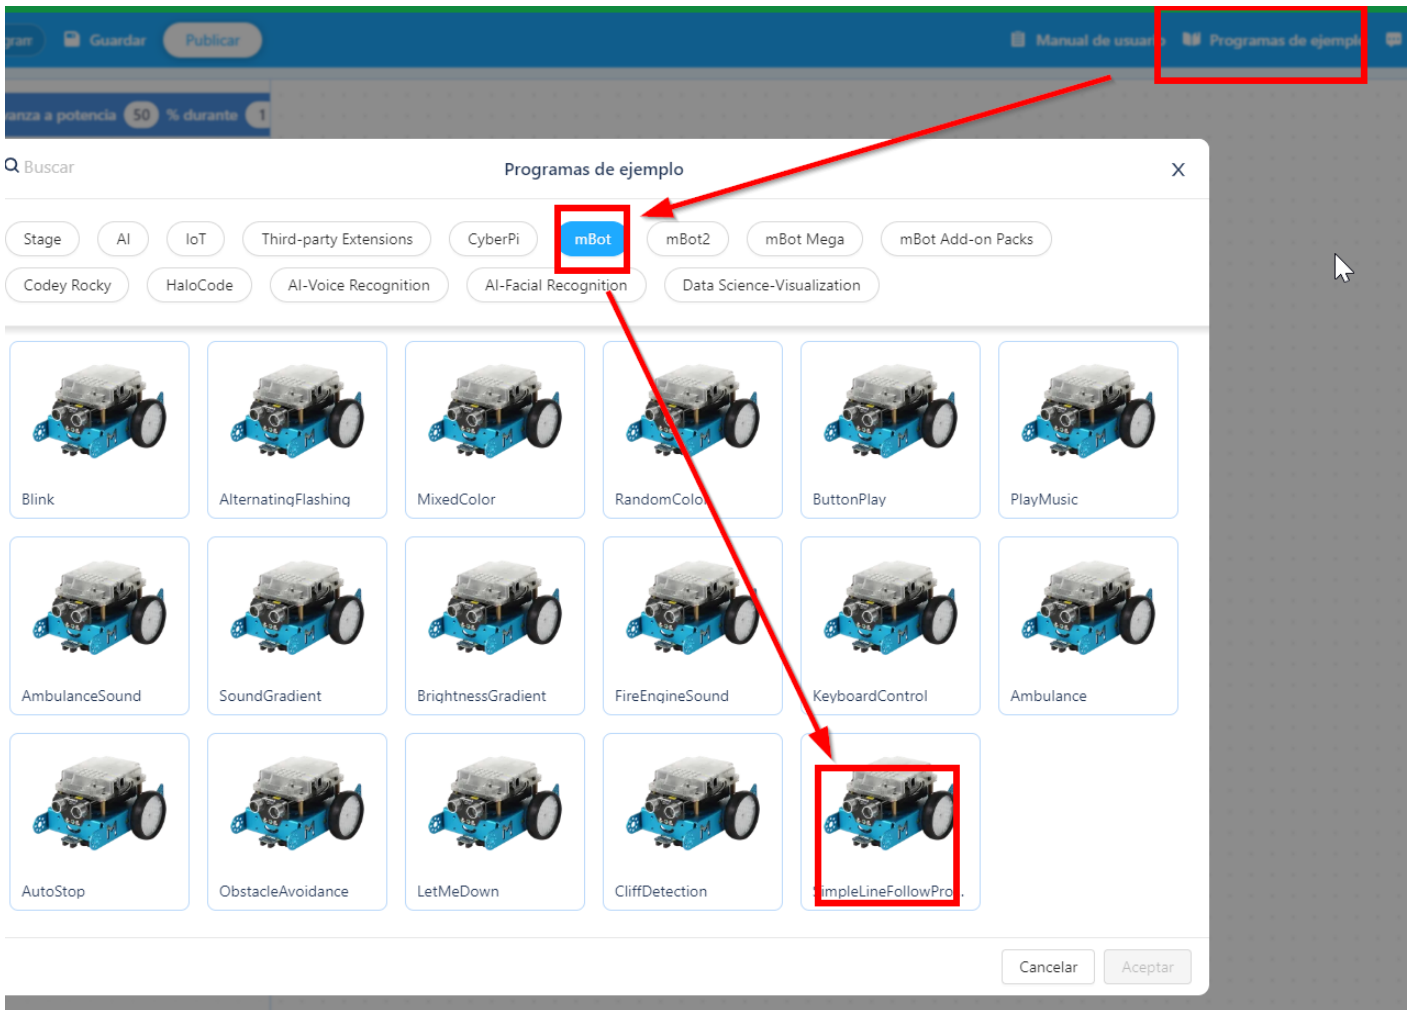 Guardar Publicar Manual de usuario Programas de ejemplo
anza a potencia 50 % durante 1
Buscar
Programas de ejemplo
X
Stage AI IoT Third-party Extensions CyberPi mBot mBot2 mBot Mega mBot Add-on Packs
Codey Rocky HaloCode AI-Voice Recognition AI-Facial Recognition Data Science-Visualization
Blink AlternatingFlashing MixedColor RandomColor ButtonPlay PlayMusic
AmbulanceSound SoundGradient BrightnessGradient FireEngineSound KeyboardControl Ambulance
AutoStop ObstacleAvoidance LetMeDown CliffDetection SimpleLineFollowPro...
Cancelar Aceptar